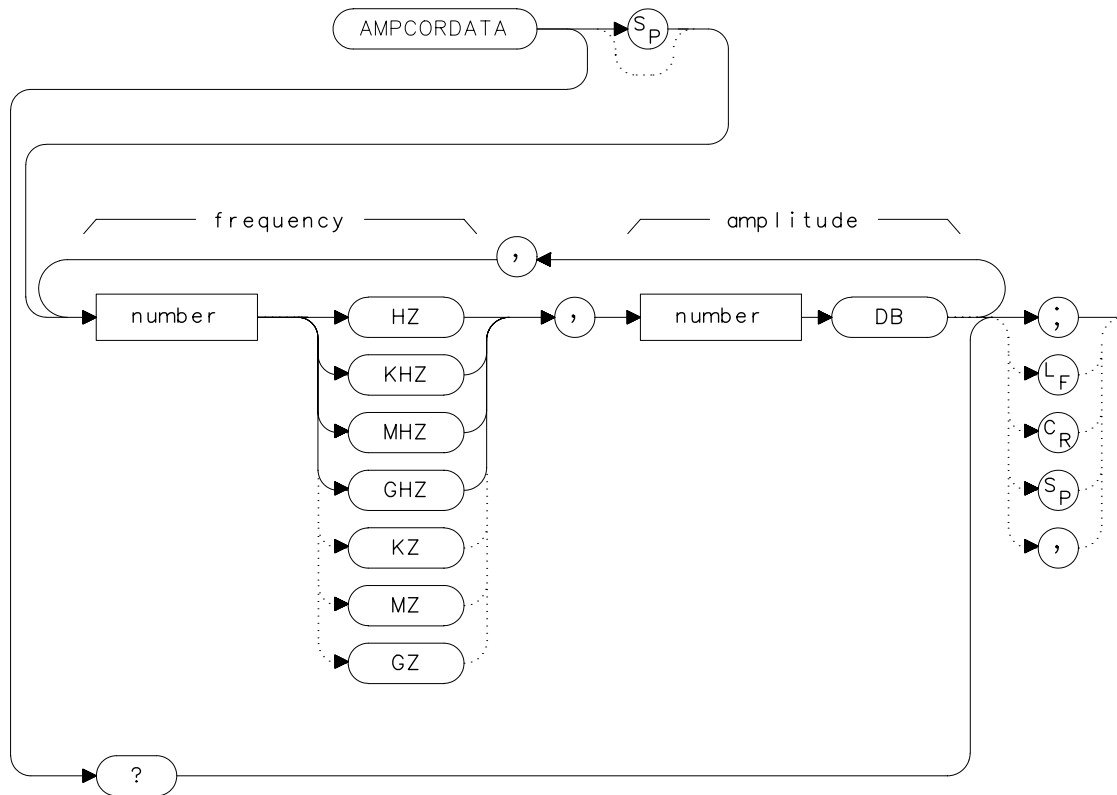 AMPCORDATA SP
frequency amplitude
,
number HZ , number DB ;
KHZ LF
MHZ CR
GHZ SP
KZ ,
MZ
GZ
?